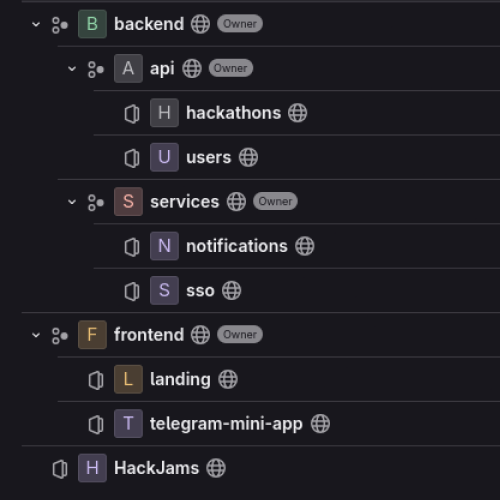 B backend Owner
A api Owner
H hackathons
U users
S services Owner
N notifications
S sso
F frontend Owner
L landing
T telegram-mini-app
H HackJams